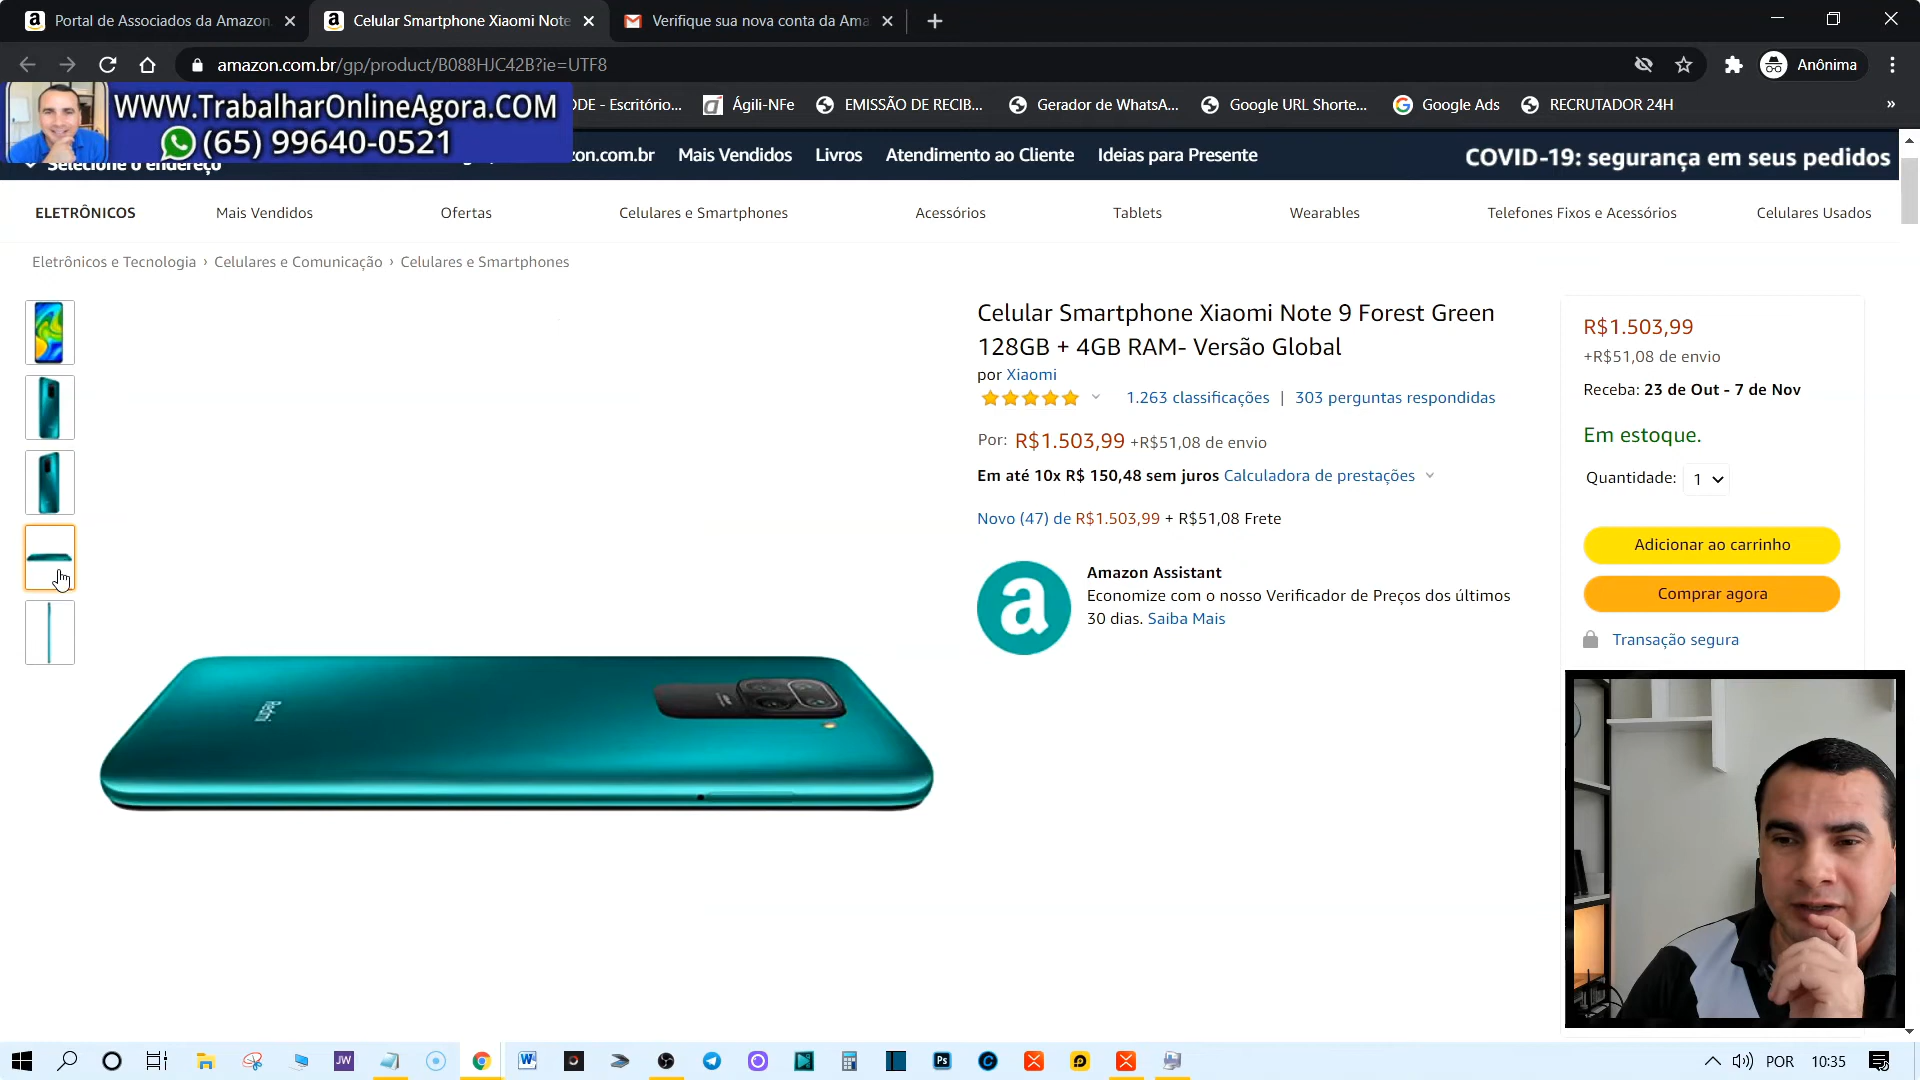 Portal de Associados da Amazon
Celular Smartphone Xiaomi Note
Verifique sua nova conta da Ama
amazon.com.br/gp/product/B088HJC42B?ie=UTF8
Anônima
WWW.TrabalharOnlineAgora.COM
(65) 99640-0521
ODE - Escritório...
Ágili-NFe
EMISSÃO DE RECIB...
Gerador de WhatsA...
Google URL Shorte...
Google Ads
RECRUTADOR 24H
»
Selecione o endereço
zon.com.br
Mais Vendidos
Livros
Atendimento ao Cliente
Ideias para Presente
COVID-19: segurança em seus pedidos
ELETRÔNICOS
Mais Vendidos
Ofertas
Celulares e Smartphones
Acessórios
Tablets
Wearables
Telefones Fixos e Acessórios
Celulares Usados
Eletrônicos e Tecnologia › Celulares e Comunicação › Celulares e Smartphones
Redmi
Celular Smartphone Xiaomi Note 9 Forest Green
128GB + 4GB RAM- Versão Global
por Xiaomi
1.263 classificações | 303 perguntas respondidas
Por: R$1.503,99 +R$51,08 de envio
Em até 10x R$ 150,48 sem juros Calculadora de prestações
Novo (47) de R$1.503,99 + R$51,08 Frete
a
Amazon Assistant
Economize com o nosso Verificador de Preços dos últimos
30 dias. Saiba Mais
R$1.503,99
+R$51,08 de envio
Receba: 23 de Out - 7 de Nov
Em estoque.
Quantidade: 1
Adicionar ao carrinho
Comprar agora
Transação segura
JW
W
Ps
POR
10:35